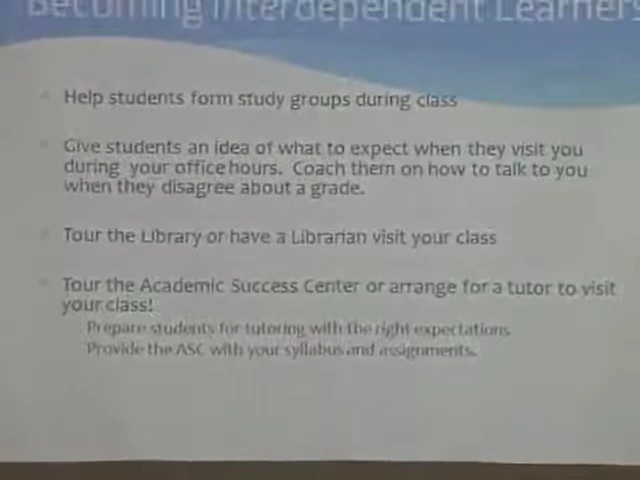 Becoming Interdependent Learners
Help students form study groups during class
Give students an idea of what to expect when they visit you
during your office hours. Coach them on how to talk to you
when they disagree about a grade.
Tour the Library or have a Librarian visit your class
Tour the Academic Success Center or arrange for a tutor to visit
your class!
Prepare students for tutoring with the right expectations
Provide the ASC with your syllabus and assignments.